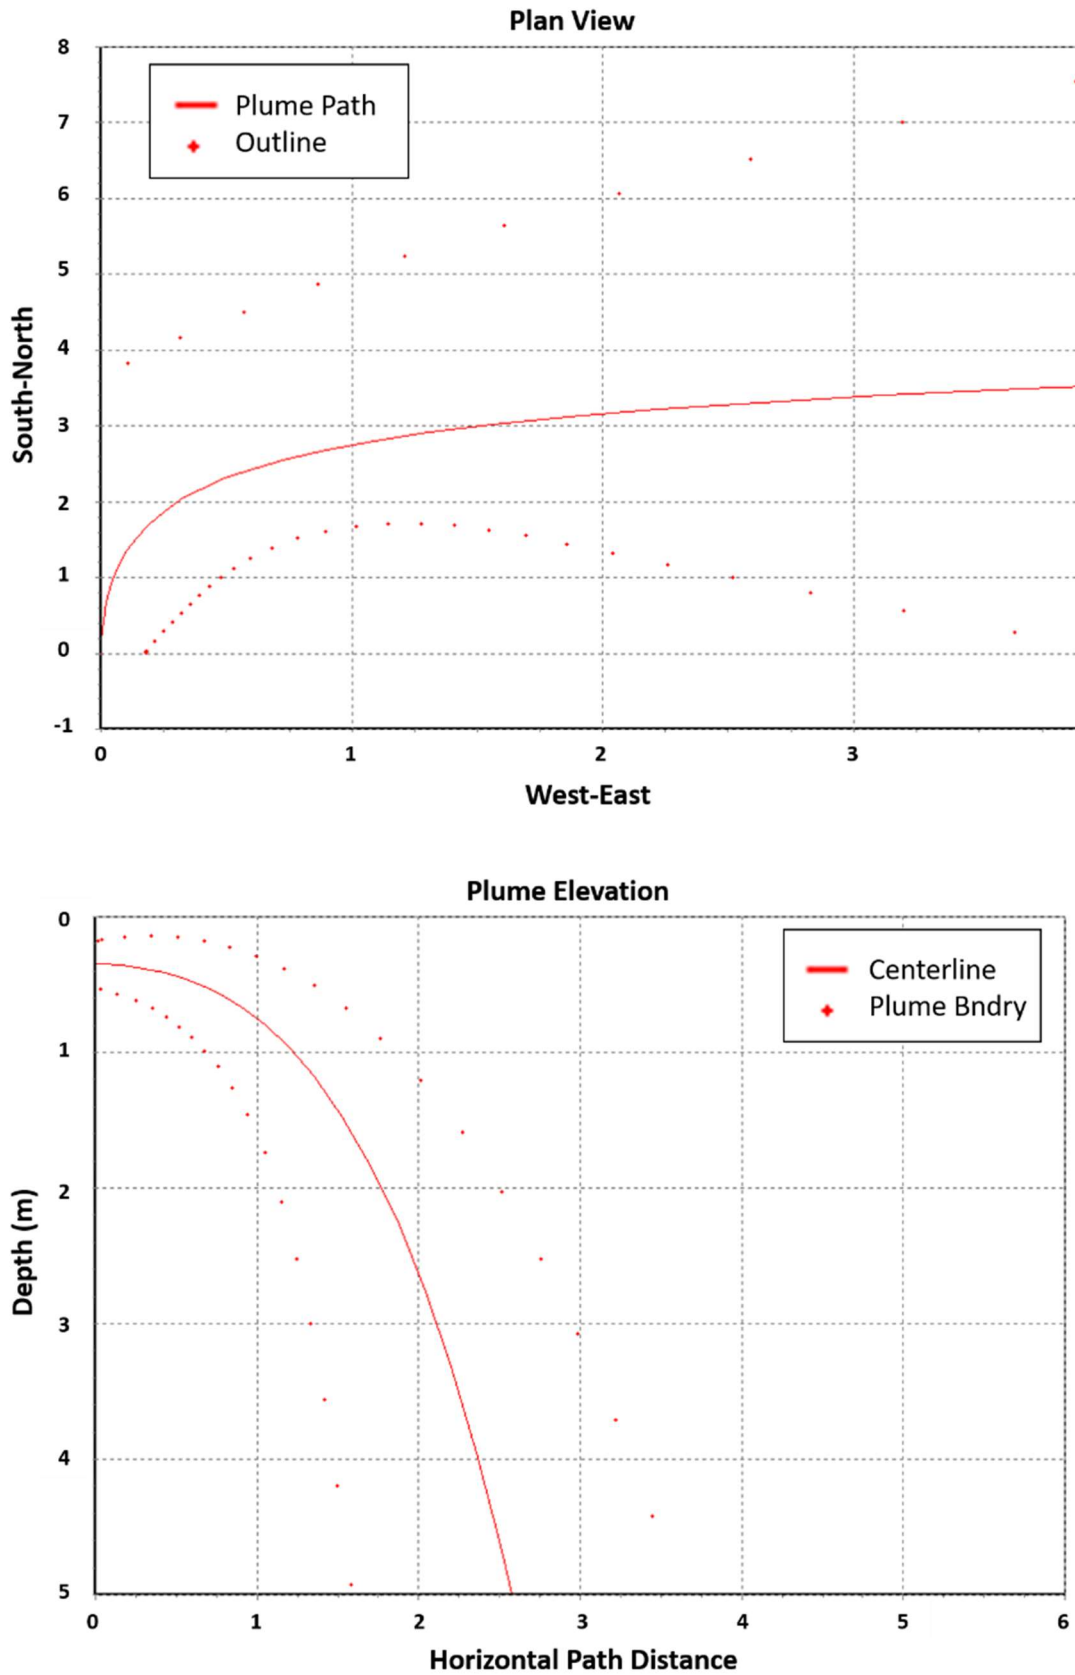 Plan View
8
7
6
5
4
3
2
1
0
-1
Plume Path
Outline
South-North
0 1 2 3
West-East
Plume Elevation
0
1
2
3
4
5
Centerline
Plume Bndry
Depth (m)
0 1 2 3 4 5 6
Horizontal Path Distance